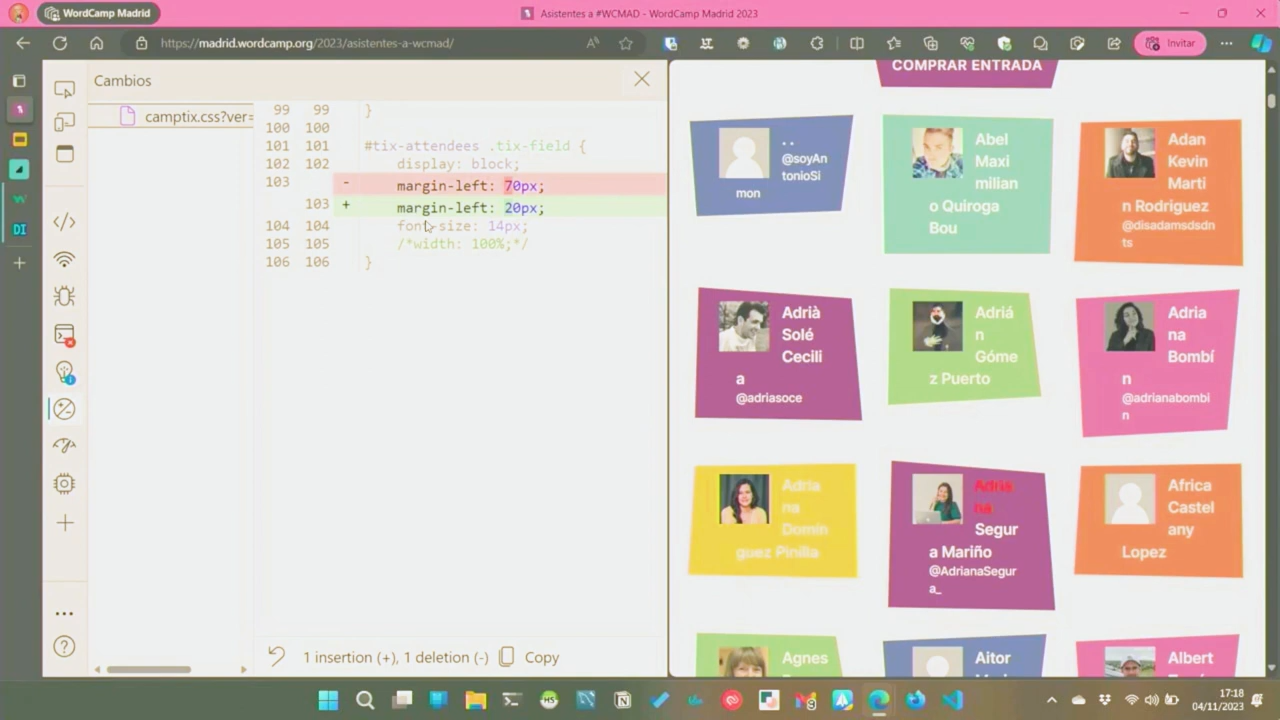 WordCamp Madrid
Asistentes a #WCMAD - WordCamp Madrid 2023
https://madrid.wordcamp.org/2023/asistentes-a-wcmad/
Invitar
Cambios
camptix.css?ver=
99 99 }
100 100
101 101 #tix-attendees .tix-field {
102 102 display: block;
103 - margin-left: 70px;
103 + margin-left: 20px;
104 104 font-size: 14px;
105 105 /*width: 100%;*/
106 106 }
1 insertion (+), 1 deletion (-)
Copy
COMPRAR ENTRADA
. .
@soyAn
tonioSi
mon
Abel
Maxi
milian
o Quiroga
Bou
Adan
Kevin
Marti
n Rodriguez
@disadamsdsdn
ts
Adrià
Solé
Cecili
a
@adriasoce
Adriá
n
Góme
z Puerto
Adria
na
Bombí
n
@adrianabombi
n
Adria
na
Domín
guez Pinilla
Adria
na
Segur
a Mariño
@AdrianaSegur
a_
Africa
Castel
any
Lopez
Agnes
Aitor
Albert
17:18
04/11/2023